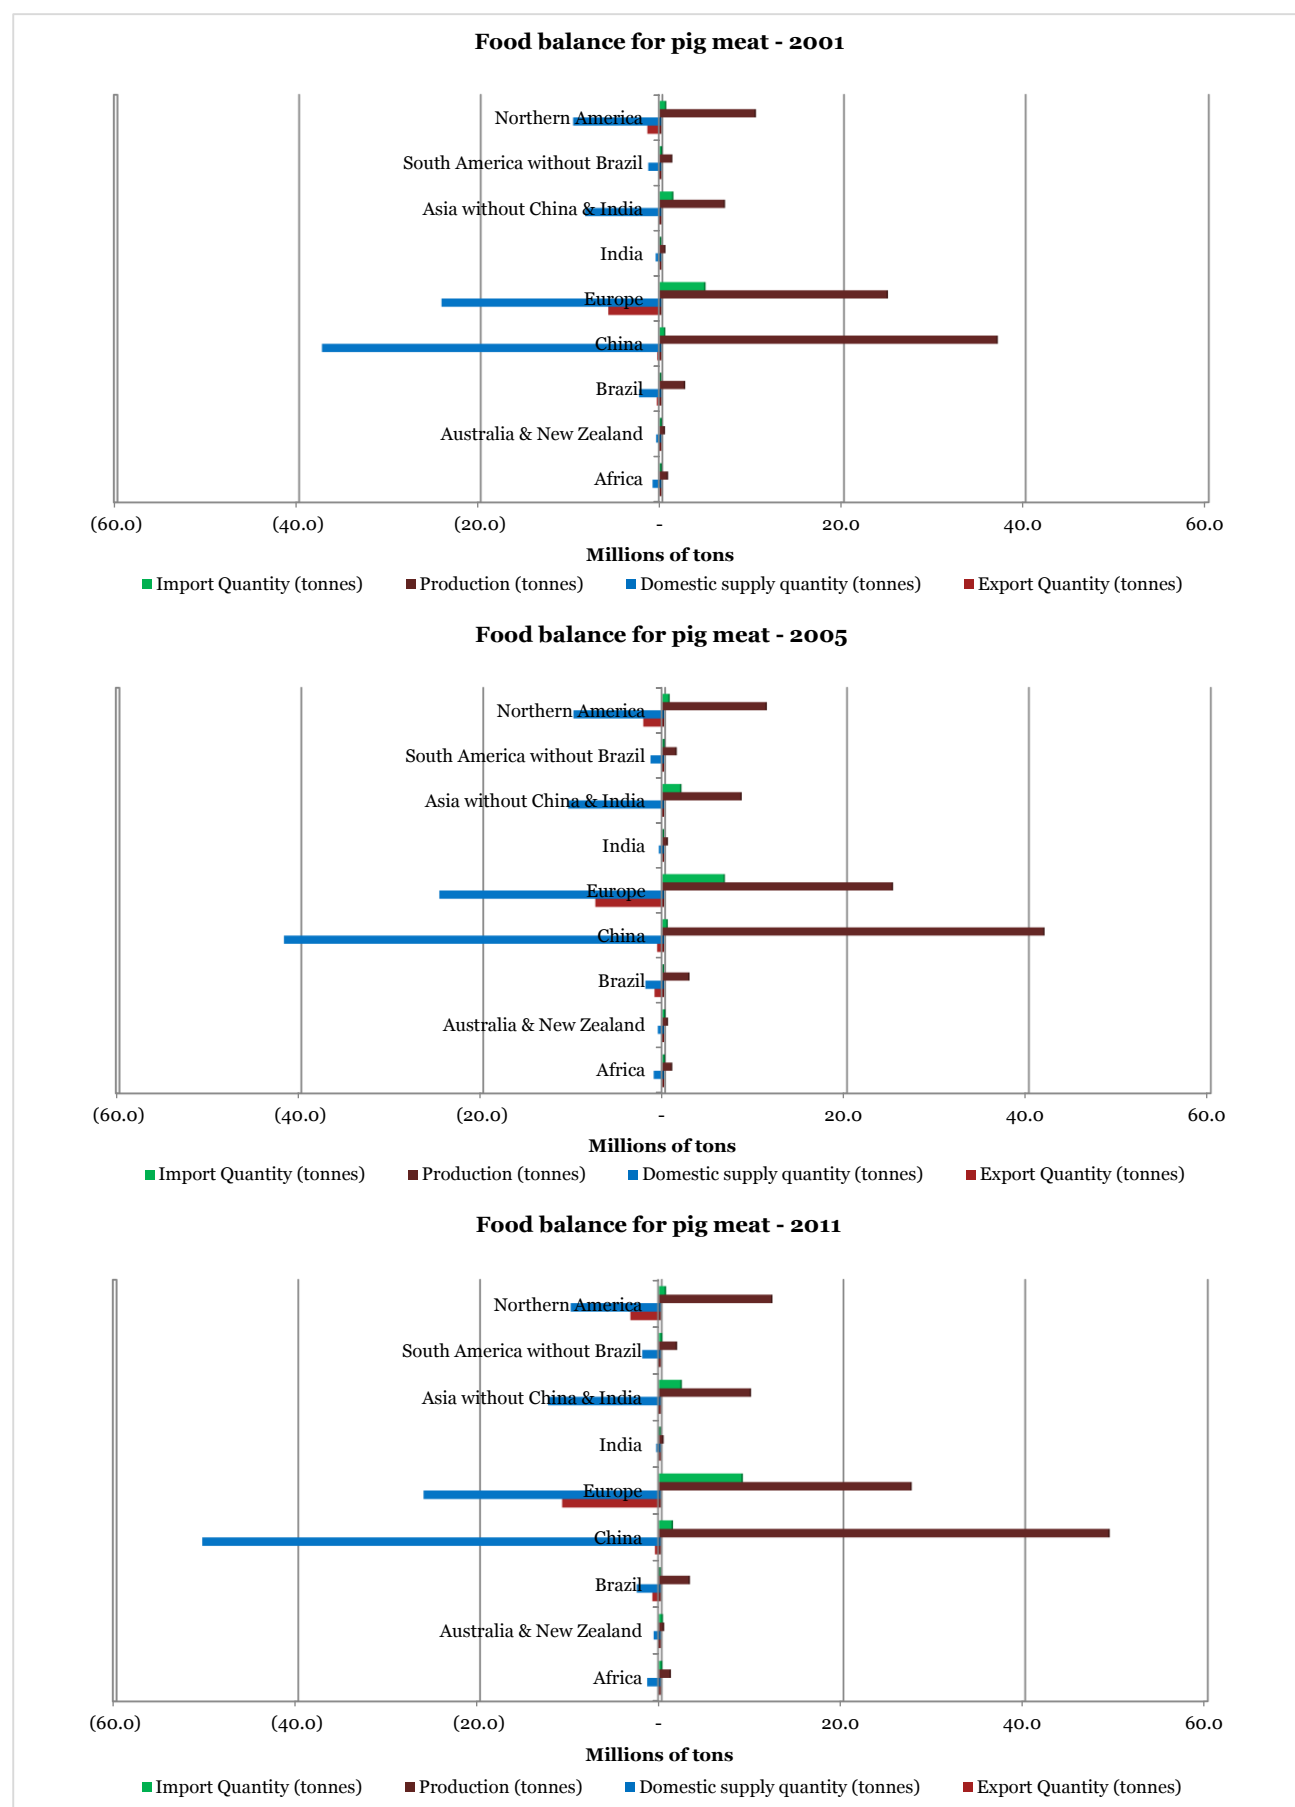 Food balance for pig meat - 2001
Northern America
South America without Brazil
Asia without China & India
India
Europe
China
Brazil
Australia & New Zealand
Africa
(60.0) (40.0) (20.0) - 20.0 40.0 60.0
Millions of tons
Import Quantity (tonnes) Production (tonnes) Domestic supply quantity (tonnes) Export Quantity (tonnes)
Food balance for pig meat - 2005
Northern America
South America without Brazil
Asia without China & India
India
Europe
China
Brazil
Australia & New Zealand
Africa
(60.0) (40.0) (20.0) - 20.0 40.0 60.0
Millions of tons
Import Quantity (tonnes) Production (tonnes) Domestic supply quantity (tonnes) Export Quantity (tonnes)
Food balance for pig meat - 2011
Northern America
South America without Brazil
Asia without China & India
India
Europe
China
Brazil
Australia & New Zealand
Africa
(60.0) (40.0) (20.0) - 20.0 40.0 60.0
Millions of tons
Import Quantity (tonnes) Production (tonnes) Domestic supply quantity (tonnes) Export Quantity (tonnes)